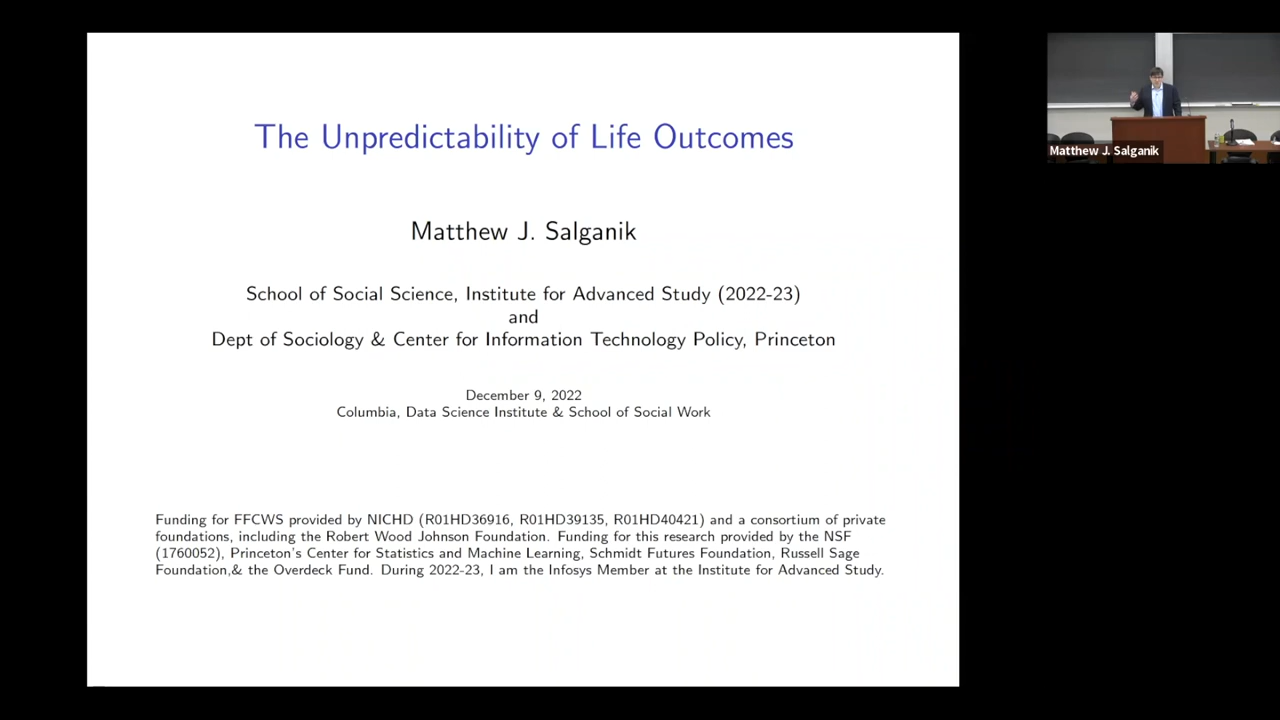 The Unpredictability of Life Outcomes
Matthew J. Salganik
School of Social Science, Institute for Advanced Study (2022-23)
and
Dept of Sociology & Center for Information Technology Policy, Princeton
December 9, 2022
Columbia, Data Science Institute & School of Social Work
Funding for FFCWS provided by NICHD (R01HD36916, R01HD39135, R01HD40421) and a consortium of private
foundations, including the Robert Wood Johnson Foundation. Funding for this research provided by the NSF
(1760052), Princeton's Center for Statistics and Machine Learning, Schmidt Futures Foundation, Russell Sage
Foundation,& the Overdeck Fund. During 2022-23, I am the Infosys Member at the Institute for Advanced Study.
Matthew J. Salganik